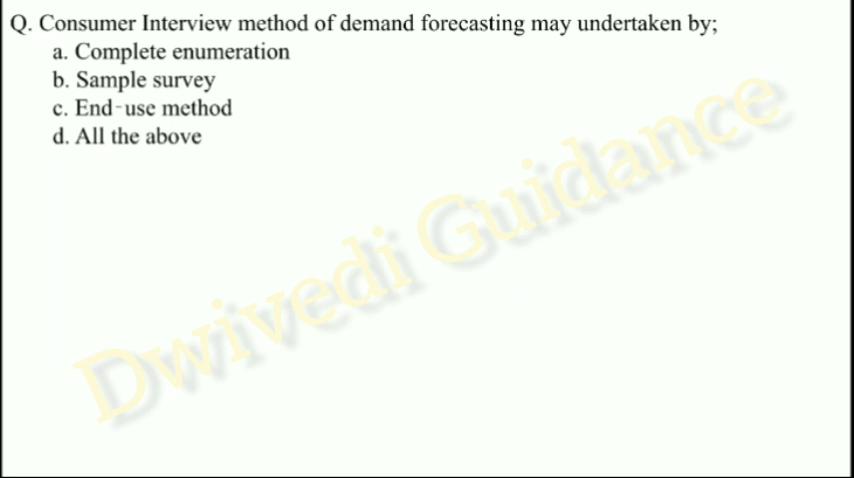 Q. Consumer Interview method of demand forecasting may undertaken by;
a. Complete enumeration
b. Sample survey
c. End-use method
d. All the above
Dwivedi Guidance